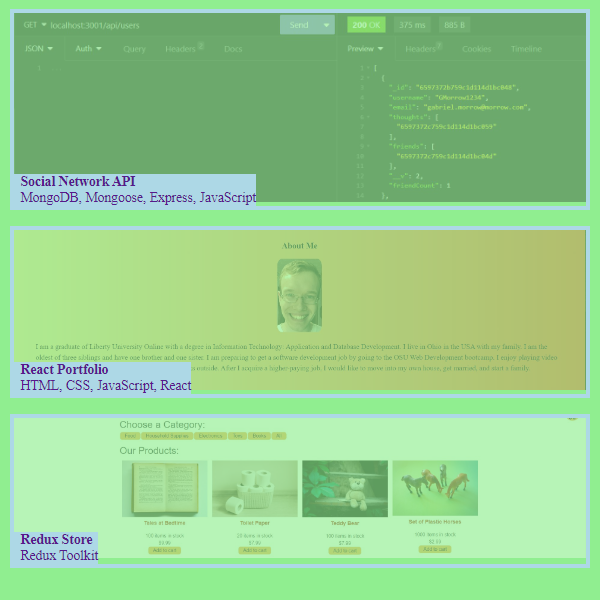 GET localhost:3001/api/users Send 200 OK 375 ms 885 B
JSON Auth Query Headers 2 Docs Preview Headers Cookies Timeline
1
1 [
2 {
3 "_id": "6597372b759c1d114d1bc048",
4 "username": "GMorrow1234",
5 "email": "gabriel.morrow@morrow.com",
6 "thoughts": [
7 "6597372c759c1d114d1bc059"
8 ],
9 "friends": [
10 "6597372c759c1d114d1bc04d"
11 ],
12 "__v": 2,
13 "friendCount": 1
14 },
Social Network API
MongoDB, Mongoose, Express, JavaScript
About Me
I am a graduate of Liberty University Online with a degree in Information Technology: Application and Database Development. I live in Ohio in the USA with my family. I am the
oldest of three siblings and have one brother and one sister. I am preparing to get a software development job by going to the OSU Web Development bootcamp. I enjoy playing video
outside. After I acquire a higher-paying job, I would like to move into my own house, get married, and start a family.
React Portfolio
HTML, CSS, JavaScript, React
Choose a Category:
Food Household Supplies Electronics Toys Books All
Our Products:
Tales at Bedtime Toilet Paper Teddy Bear Set of Plastic Horses
100 items in stock 20 items in stock 100 items in stock 1000 items in stock
$9.99 $7.99 $7.99 $2.99
Add to cart Add to cart Add to cart Add to cart
Redux Store
Redux Toolkit